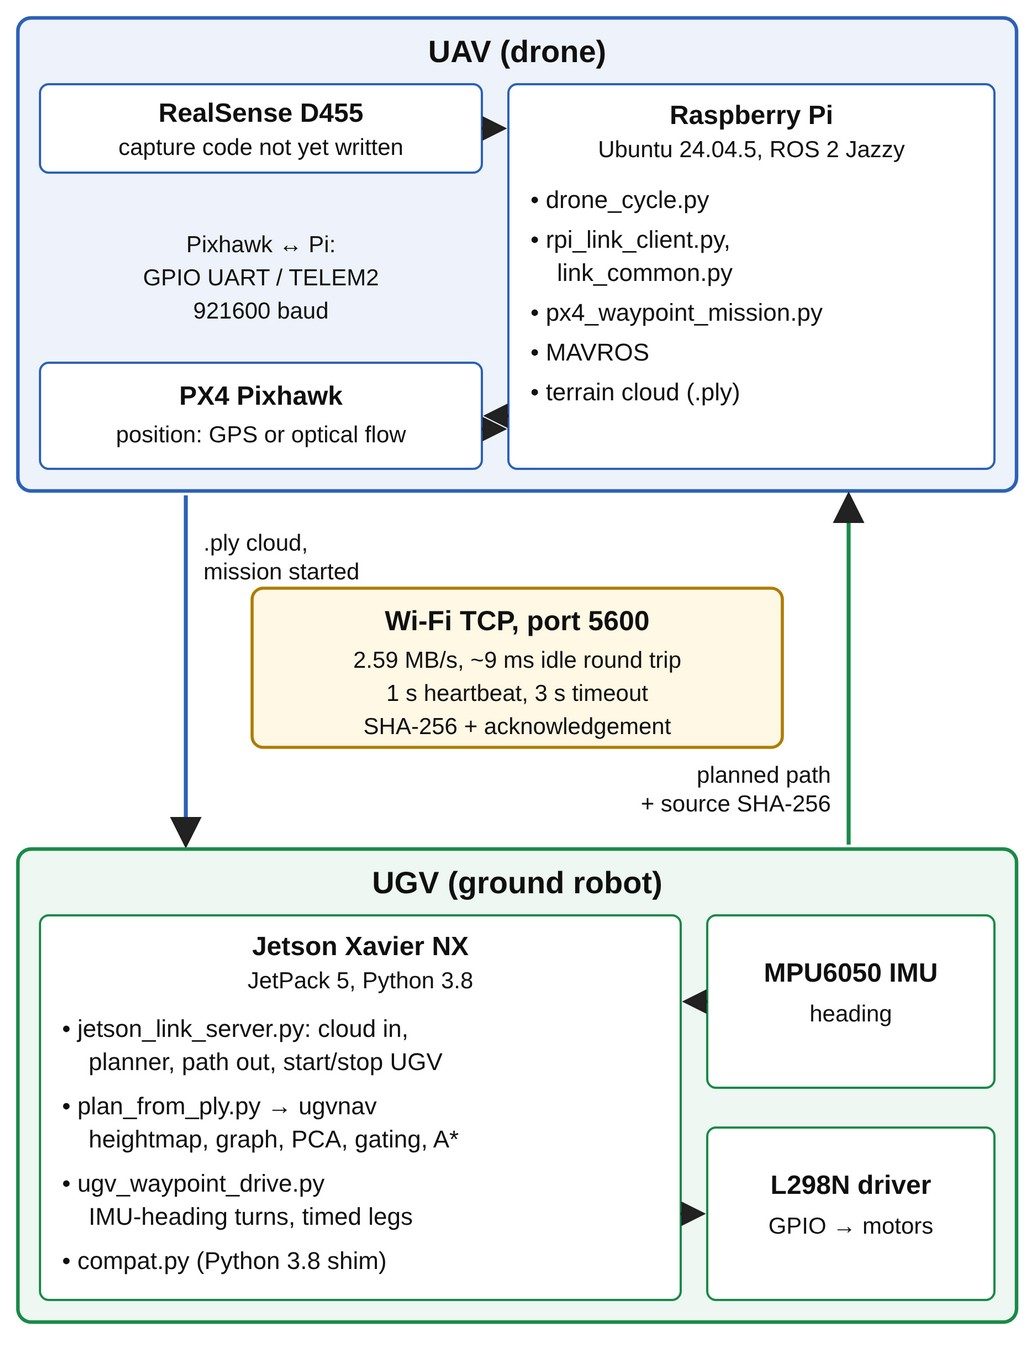 UAV (drone)
RealSense D455
capture code not yet written
Pixhawk ↔ Pi:
GPIO UART / TELEM2
921600 baud
PX4 Pixhawk
position: GPS or optical flow
Raspberry Pi
Ubuntu 24.04.5, ROS 2 Jazzy
• drone_cycle.py
• rpi_link_client.py,
link_common.py
• px4_waypoint_mission.py
• MAVROS
• terrain cloud (.ply)
.ply cloud,
mission started
Wi-Fi TCP, port 5600
2.59 MB/s, ~9 ms idle round trip
1 s heartbeat, 3 s timeout
SHA-256 + acknowledgement
planned path
+ source SHA-256
UGV (ground robot)
Jetson Xavier NX
JetPack 5, Python 3.8
• jetson_link_server.py: cloud in,
planner, path out, start/stop UGV
• plan_from_ply.py → ugvnav
heightmap, graph, PCA, gating, A*
• ugv_waypoint_drive.py
IMU-heading turns, timed legs
• compat.py (Python 3.8 shim)
MPU6050 IMU
heading
L298N driver
GPIO → motors